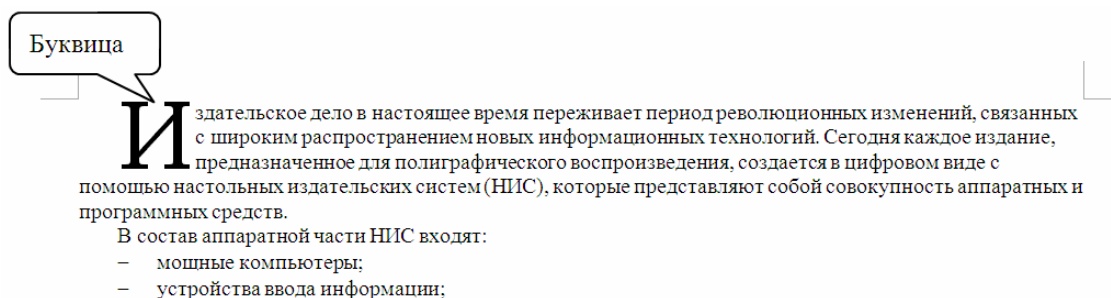 Буквица
Издательское дело в настоящее время переживает период революционных изменений, связанных
с широким распространением новых информационных технологий. Сегодня каждое издание,
предназначенное для полиграфического воспроизведения, создается в цифровом виде с
помощью настольных издательских систем (НИС), которые представляют собой совокупность аппаратных и
программных средств.
В состав аппаратной части НИС входят:
– мощные компьютеры;
– устройства ввода информации;